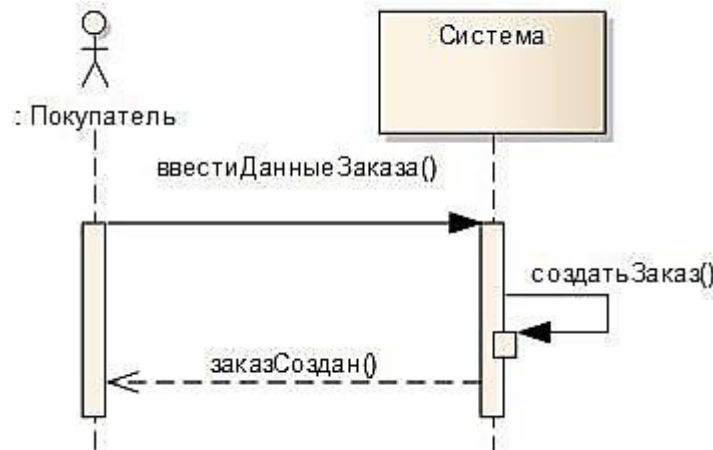 Система
: Покупатель
ввестиДанныеЗаказа()
создатьЗаказ()
заказСоздан()